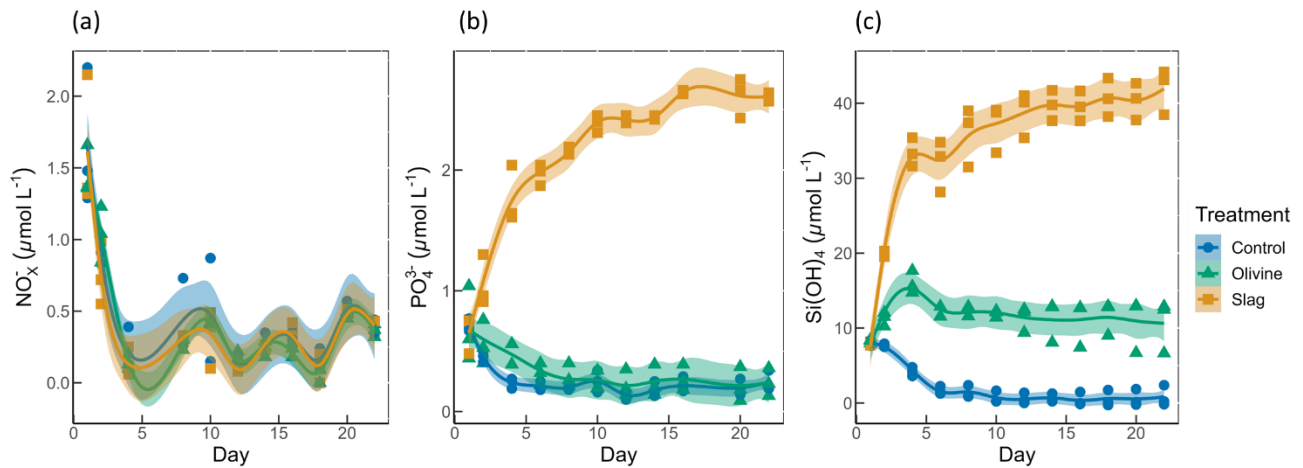 (a)
(b)
(c)
2.0
1.5
1.0
0.5
0.0
NOₓ⁻ (µmol L⁻¹)
0
5
10
15
20
Day
2
1
0
PO₄³⁻ (µmol L⁻¹)
0
5
10
15
20
Day
40
30
20
10
0
Si(OH)₄ (µmol L⁻¹)
0
5
10
15
20
Day
Treatment
Control
Olivine
Slag